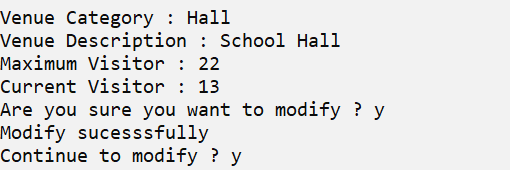 Venue Category : Hall
Venue Description : School Hall
Maximum Visitor : 22
Current Visitor : 13
Are you sure you want to modify ? y
Modify sucesssfully
Continue to modify ? y